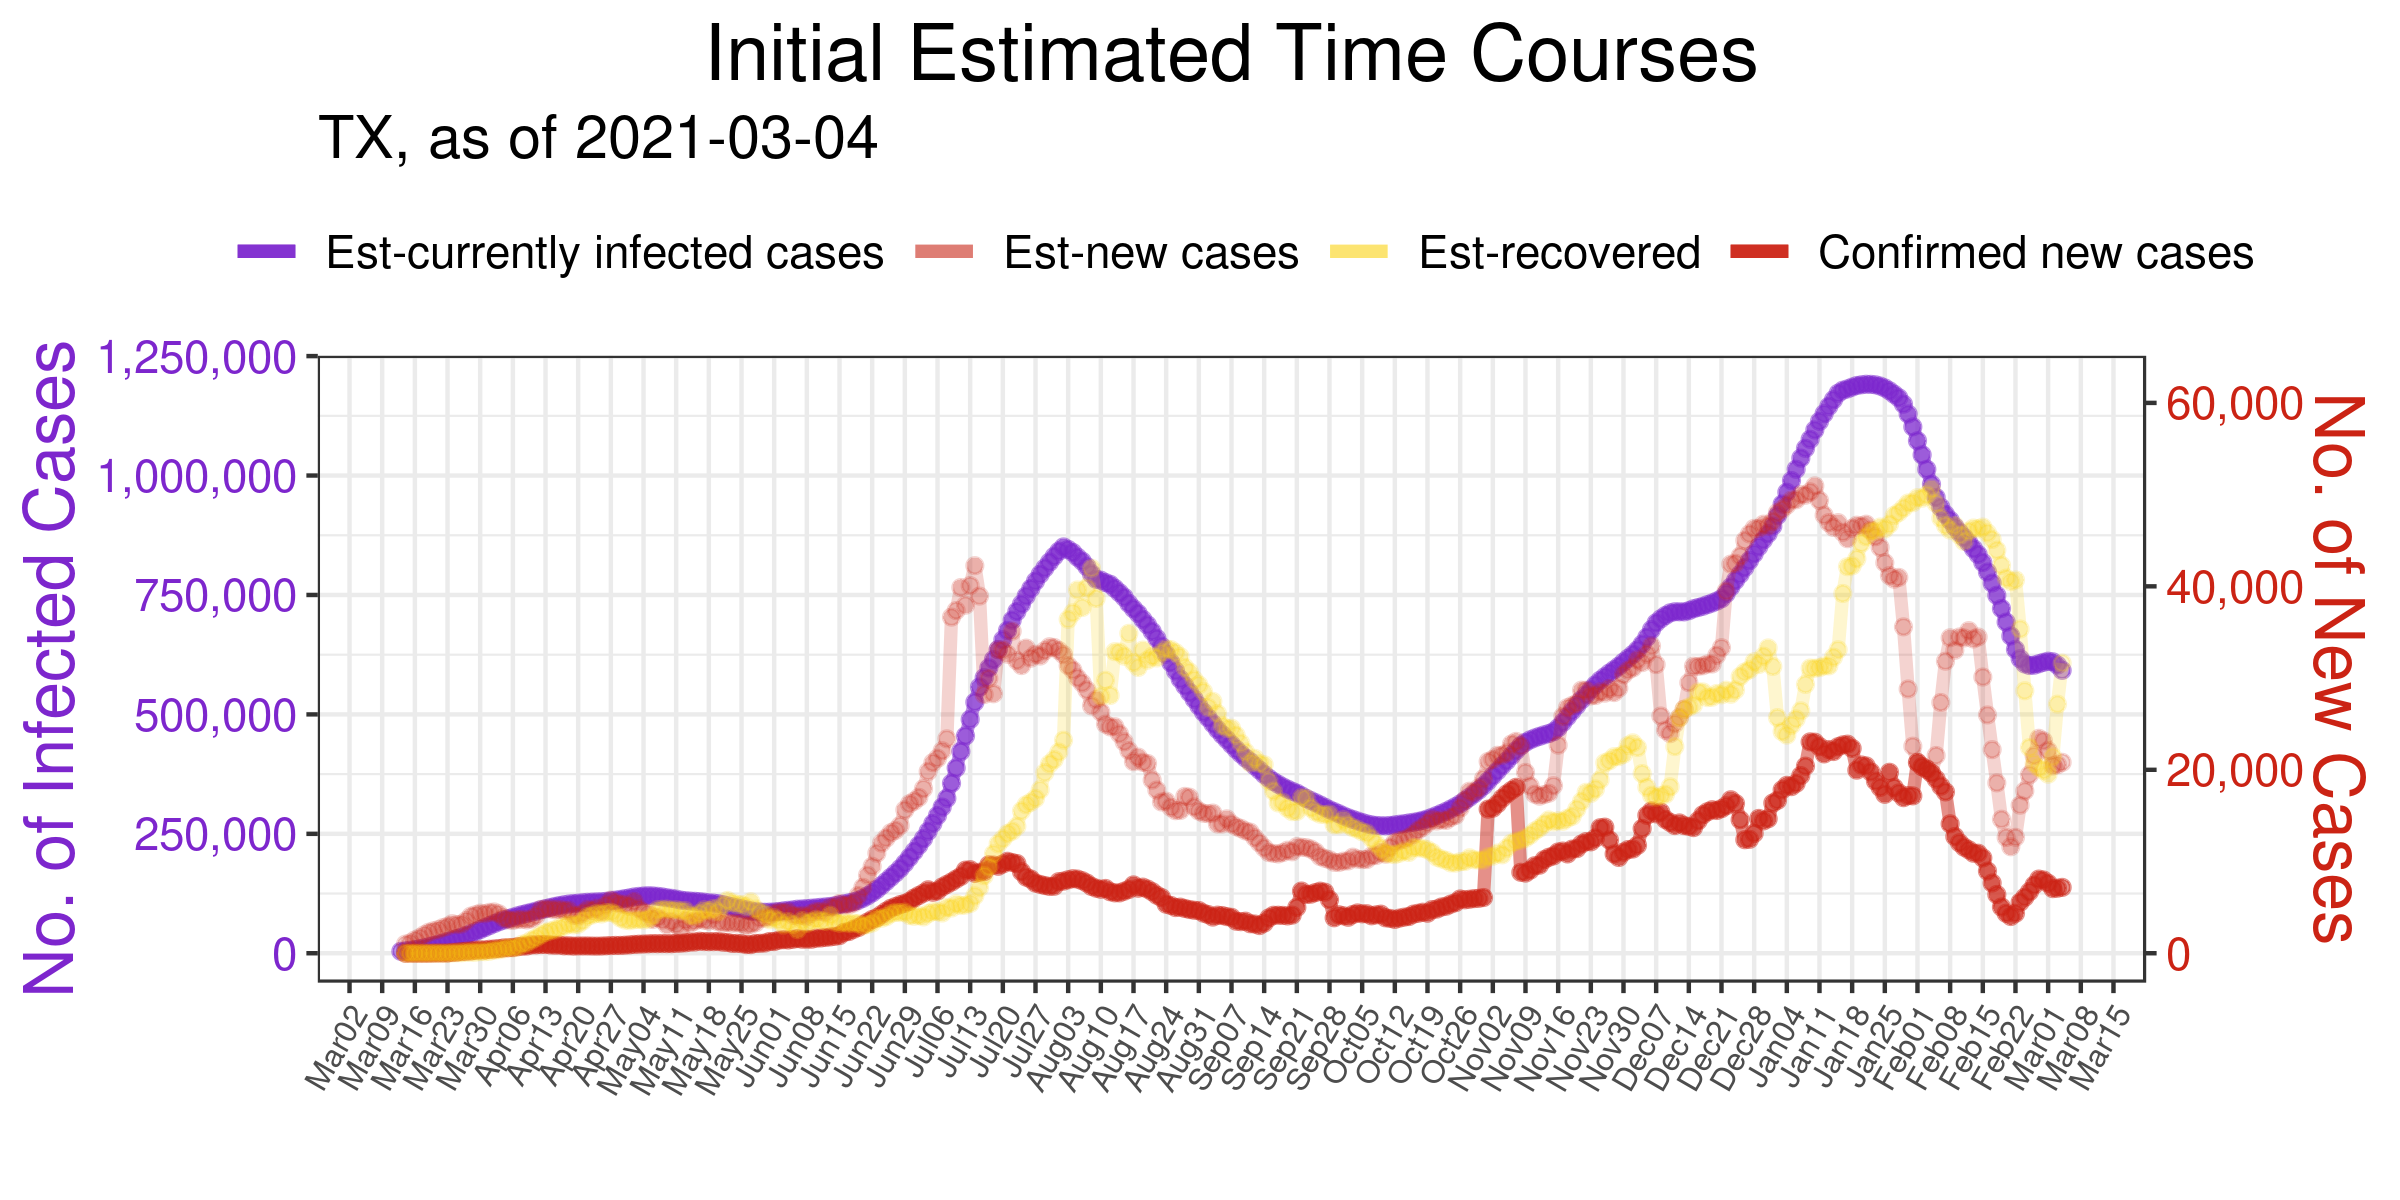 Initial Estimated Time Courses
TX, as of 2021-03-04
Est-currently infected cases Est-new cases Est-recovered Confirmed new cases
No. of Infected Cases
1,250,000
1,000,000
750,000
500,000
250,000
0
60,000
40,000
20,000
0
No. of New Cases
Mar02 Mar09 Mar16 Mar23 Mar30 Apr06 Apr13 Apr20 Apr27 May04 May11 May18 May25 Jun01 Jun08 Jun15 Jun22 Jun29 Jul06 Jul13 Jul20 Jul27 Aug03 Aug10 Aug17 Aug24 Aug31 Sep07 Sep14 Sep21 Sep28 Oct05 Oct12 Oct19 Oct26 Nov02 Nov09 Nov16 Nov23 Nov30 Dec07 Dec14 Dec21 Dec28 Jan04 Jan11 Jan18 Jan25 Feb01 Feb08 Feb15 Feb22 Mar01 Mar08 Mar15